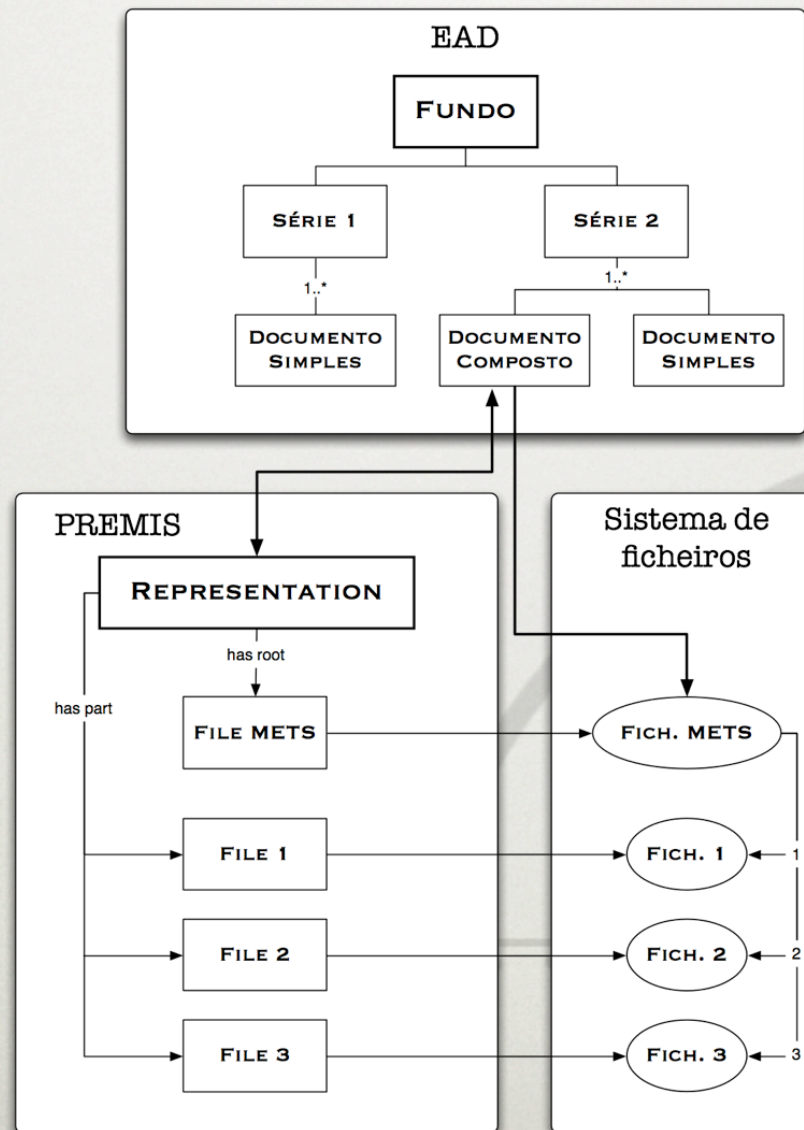 EAD
FUNDO
SÉRIE 1
SÉRIE 2
1..*
1..*
DOCUMENTO
SIMPLES
DOCUMENTO
COMPOSTO
DOCUMENTO
SIMPLES
PREMIS
REPRESENTATION
has root
has part
FILE METS
FILE 1
FILE 2
FILE 3
Sistema de
ficheiros
FICH. METS
FICH. 1
1
FICH. 2
2
FICH. 3
3